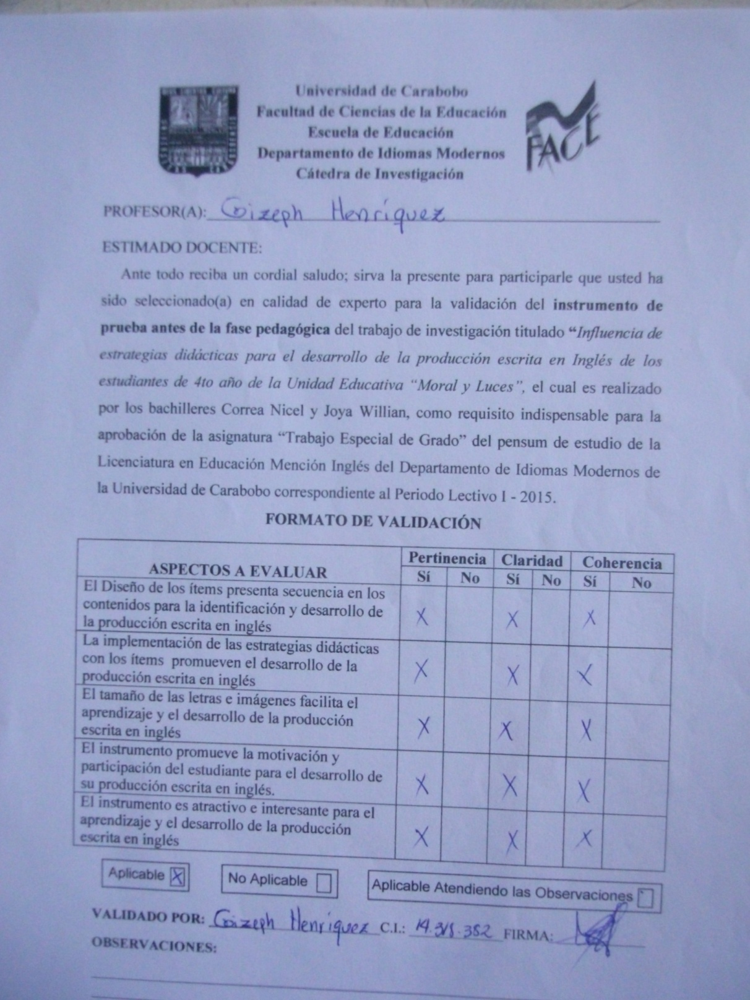 Universidad de Carabobo
Facultad de Ciencias de la Educación
Escuela de Educación
Departamento de Idiomas Modernos
Cátedra de Investigación
FACE
PROFESOR(A): Goizeph Henríquez
ESTIMADO DOCENTE:
Ante todo reciba un cordial saludo; sirva la presente para participarle que usted ha
sido seleccionado(a) en calidad de experto para la validación del instrumento de
prueba antes de la fase pedagógica del trabajo de investigación titulado “Influencia de
estrategias didácticas para el desarrollo de la producción escrita en Inglés de los
estudiantes de 4to año de la Unidad Educativa “Moral y Luces”, el cual es realizado
por los bachilleres Correa Nicel y Joya Willian, como requisito indispensable para la
aprobación de la asignatura “Trabajo Especial de Grado” del pensum de estudio de la
Licenciatura en Educación Mención Inglés del Departamento de Idiomas Modernos de
la Universidad de Carabobo correspondiente al Periodo Lectivo I - 2015.
FORMATO DE VALIDACIÓN
ASPECTOS A EVALUAR Pertinencia Claridad Coherencia
Sí No Sí No Sí No
El Diseño de los ítems presenta secuencia en los
contenidos para la identificación y desarrollo de
la producción escrita en inglés X X X
La implementación de las estrategias didácticas
con los ítems promueven el desarrollo de la
producción escrita en inglés X X X
El tamaño de las letras e imágenes facilita el
aprendizaje y el desarrollo de la producción
escrita en inglés X X X
El instrumento promueve la motivación y
participación del estudiante para el desarrollo de
su producción escrita en inglés. X X X
El instrumento es atractivo e interesante para el
aprendizaje y el desarrollo de la producción
escrita en inglés X X X
Aplicable X No Aplicable Aplicable Atendiendo las Observaciones
VALIDADO POR: Goizeph Henríquez C.I.: 14.318.352 FIRMA:
OBSERVACIONES: